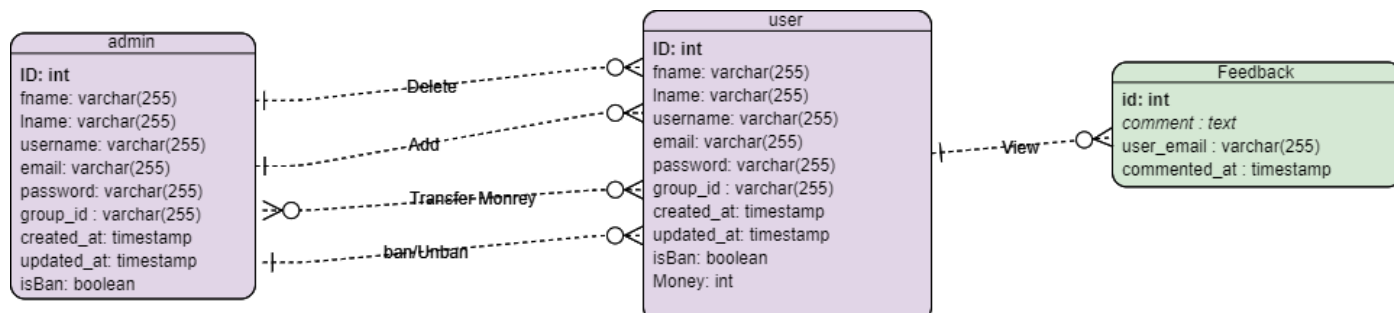 admin
ID: int
fname: varchar(255)
lname: varchar(255)
username: varchar(255)
email: varchar(255)
password: varchar(255)
group_id : varchar(255)
created_at: timestamp
updated_at: timestamp
isBan: boolean
Delete
Add
Transfer Monrey
ban/Unban
user
ID: int
fname: varchar(255)
lname: varchar(255)
username: varchar(255)
email: varchar(255)
password: varchar(255)
group_id: varchar(255)
created_at: timestamp
updated_at: timestamp
isBan: boolean
Money: int
View
Feedback
id: int
comment : text
user_email : varchar(255)
commented_at : timestamp